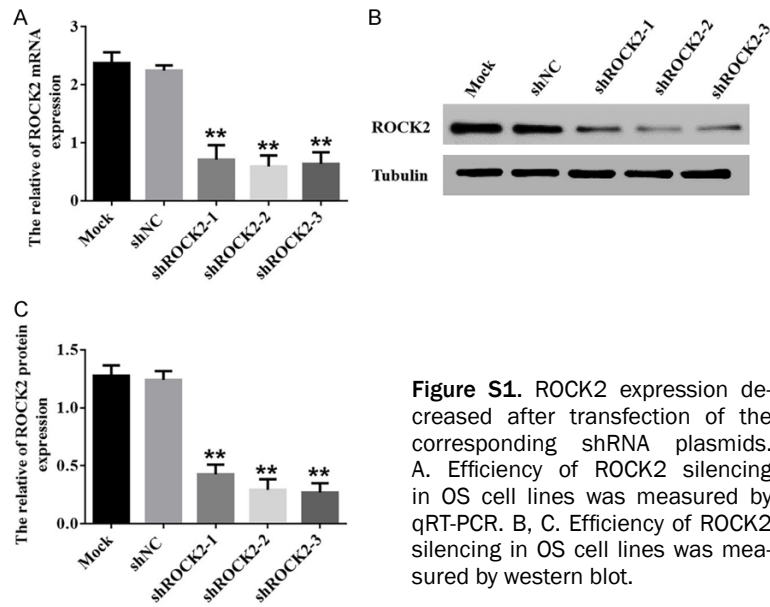 A
The relative of ROCK2 mRNA
expression
3
2
1
0
**
**
**
Mock
shNC
shROCK2-1
shROCK2-2
shROCK2-3
B
Mock
shNC
shROCK2-1
shROCK2-2
shROCK2-3
ROCK2
Tubulin
C
The relative of ROCK2 protein
expression
1.5
1.0
0.5
0.0
**
**
**
Mock
shNC
shROCK2-1
shROCK2-2
shROCK2-3
Figure S1. ROCK2 expression de-
creased after transfection of the
corresponding shRNA plasmids.
A. Efficiency of ROCK2 silencing
in OS cell lines was measured by
qRT-PCR. B, C. Efficiency of ROCK2
silencing in OS cell lines was mea-
sured by western blot.